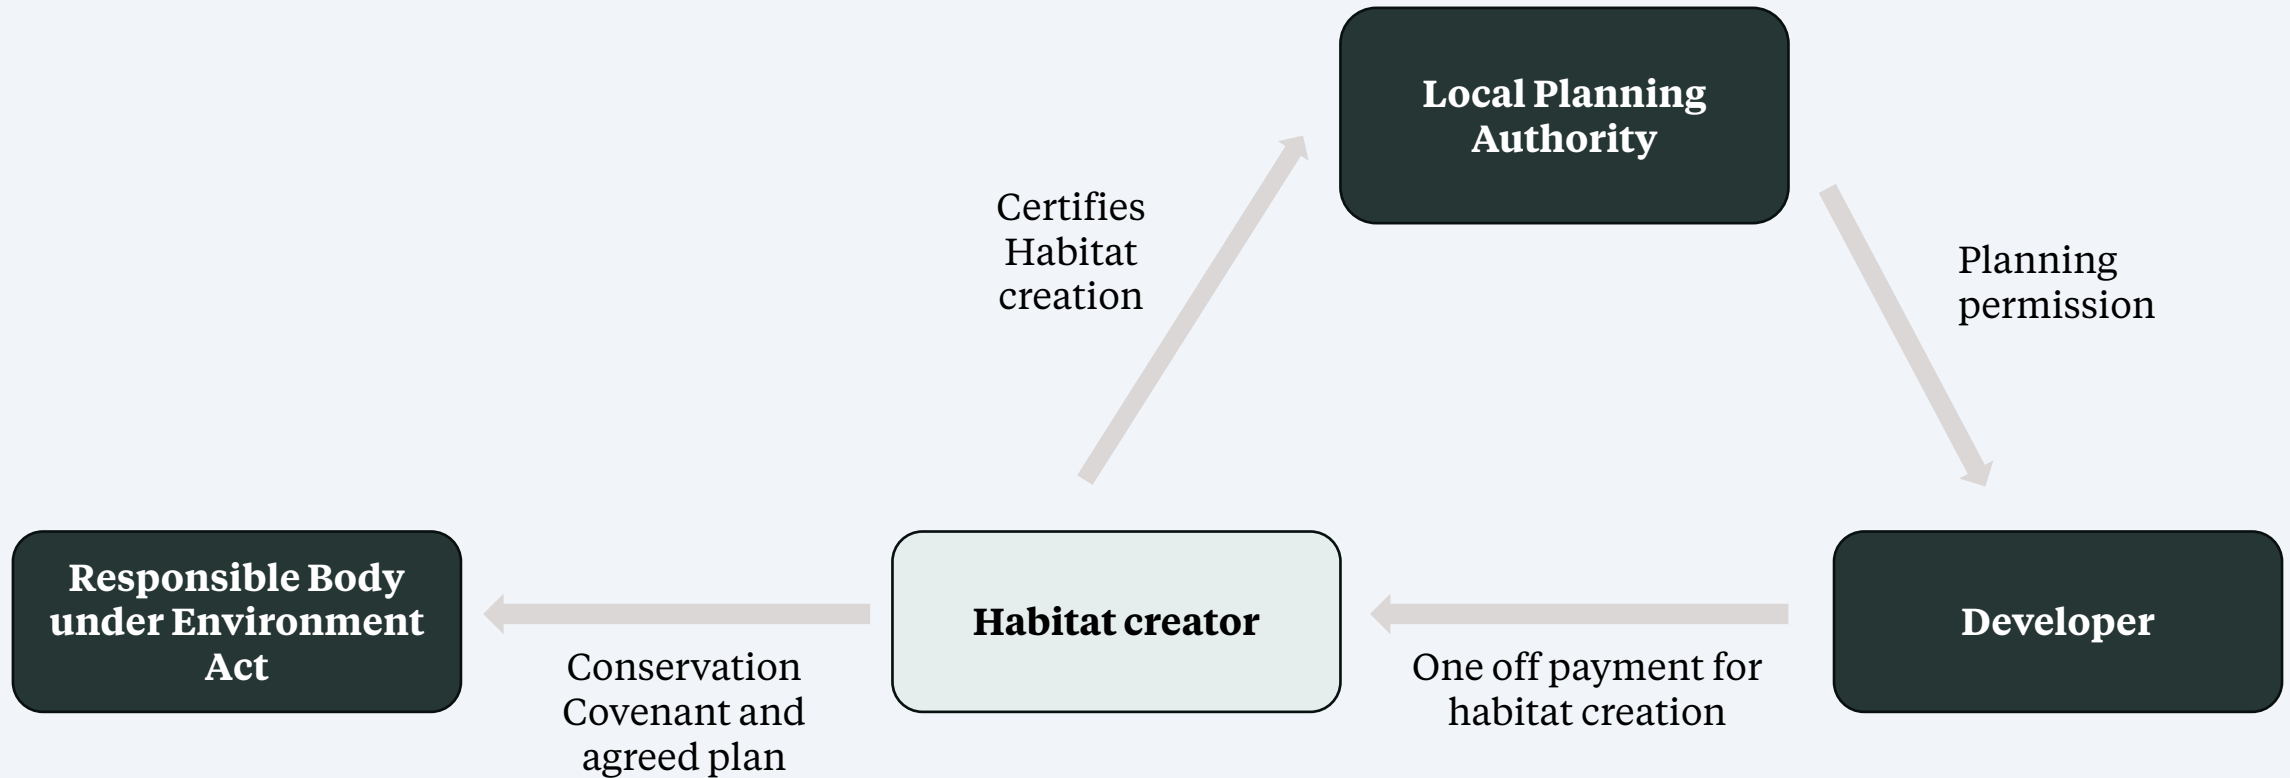 Local Planning
Authority
Certifies
Habitat
creation
Planning
permission
Responsible Body
under Environment
Act
Conservation
Covenant and
agreed plan
Habitat creator
One off payment for
habitat creation
Developer